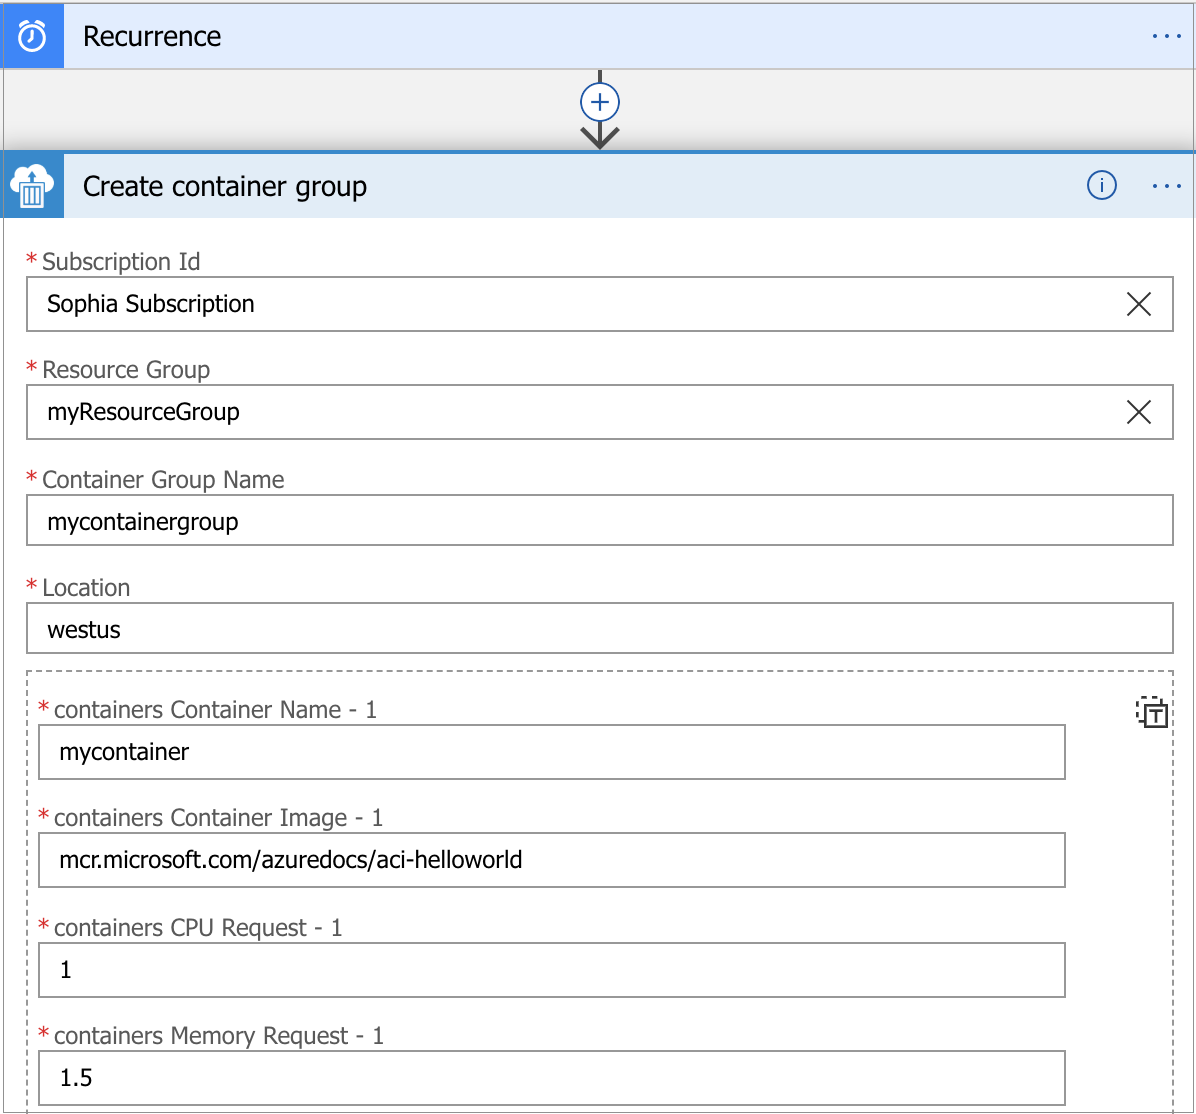 Recurrence
Create container group
* Subscription Id
Sophia Subscription
* Resource Group
myResourceGroup
* Container Group Name
mycontainergroup
* Location
westus
* containers Container Name - 1
mycontainer
* containers Container Image - 1
mcr.microsoft.com/azuredocs/aci-helloworld
* containers CPU Request - 1
1
* containers Memory Request - 1
1.5